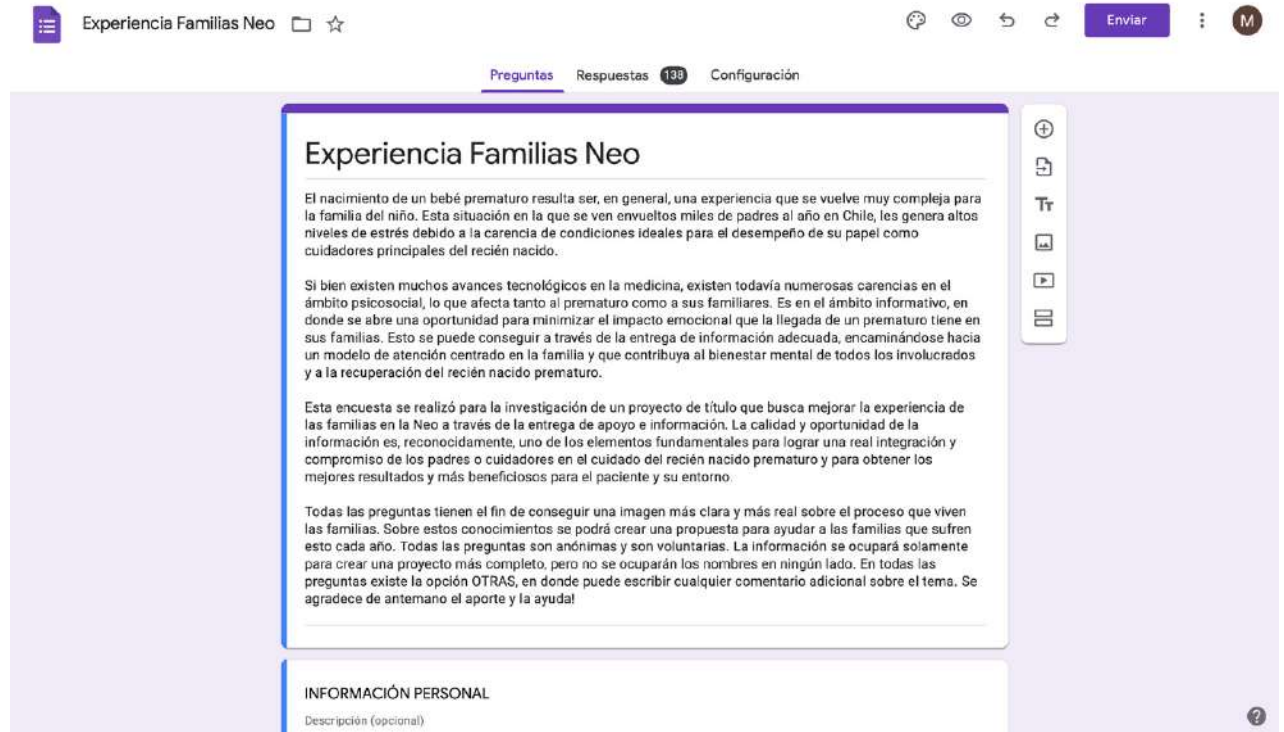 Experiencia Familias Neo
Enviar
M
Preguntas Respuestas 138 Configuración
Experiencia Familias Neo
El nacimiento de un bebé prematuro resulta ser, en general, una experiencia que se vuelve muy compleja para
la familia del niño. Esta situación en la que se ven envueltos miles de padres al año en Chile, les genera altos
niveles de estrés debido a la carencia de condiciones ideales para el desempeño de su papel como
cuidadores principales del recién nacido.
Si bien existen muchos avances tecnológicos en la medicina, existen todavía numerosas carencias en el
ámbito psicosocial, lo que afecta tanto al prematuro como a sus familiares. Es en el ámbito informativo, en
donde se abre una oportunidad para minimizar el impacto emocional que la llegada de un prematuro tiene en
sus familias. Esto se puede conseguir a través de la entrega de información adecuada, encaminándose hacia
un modelo de atención centrado en la familia y que contribuya al bienestar mental de todos los involucrados
y a la recuperación del recién nacido prematuro.
Esta encuesta se realizó para la investigación de un proyecto de título que busca mejorar la experiencia de
las familias en la Neo a través de la entrega de apoyo e información. La calidad y oportunidad de la
información es, reconocidamente, uno de los elementos fundamentales para lograr una real integración y
compromiso de los padres o cuidadores en el cuidado del recién nacido prematuro y para obtener los
mejores resultados y más beneficiosos para el paciente y su entorno.
Todas las preguntas tienen el fin de conseguir una imagen más clara y más real sobre el proceso que viven
las familias. Sobre estos conocimientos se podrá crear una propuesta para ayudar a las familias que sufren
esto cada año. Todas las preguntas son anónimas y son voluntarias. La información se ocupará solamente
para crear una proyecto más completo, pero no se ocuparán los nombres en ningún lado. En todas las
preguntas existe la opción OTRAS, en donde puede escribir cualquier comentario adicional sobre el tema. Se
agradece de antemano el aporte y la ayuda!
INFORMACIÓN PERSONAL
Descripción (opcional)